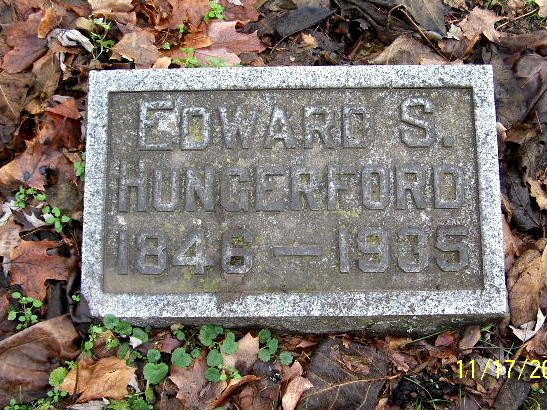 EDWARD S.
HUNGERFORD
1846 — 1935
11/17/20